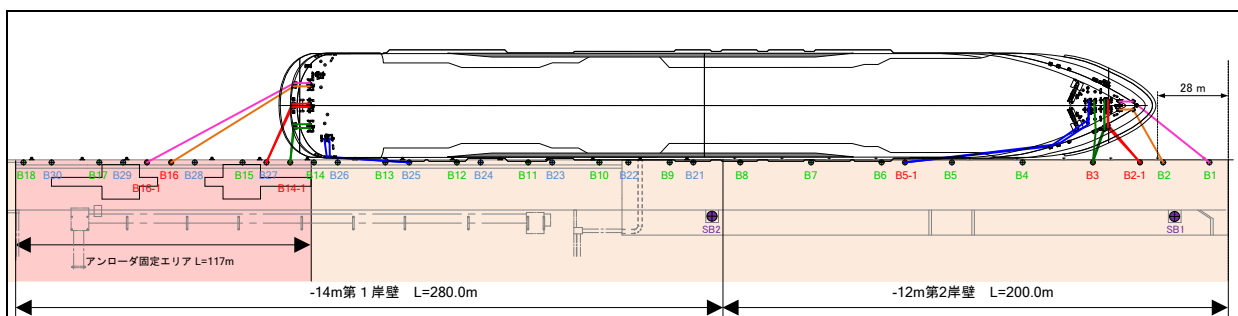 28 m
B18 B30 B17 B29 B16-1 B16 B28 B15 B27 B14-1 B14 B26 B13 B25 B12 B24 B11 B23 B10 B22 B9 B21 B8 B7 B6 B5-1 B5 B4 B3 B2-1 B2 B1
SB2 SB1
アンローダ固定エリア L=117m
-14m第１岸壁 L=280.0m -12m第2岸壁 L=200.0m